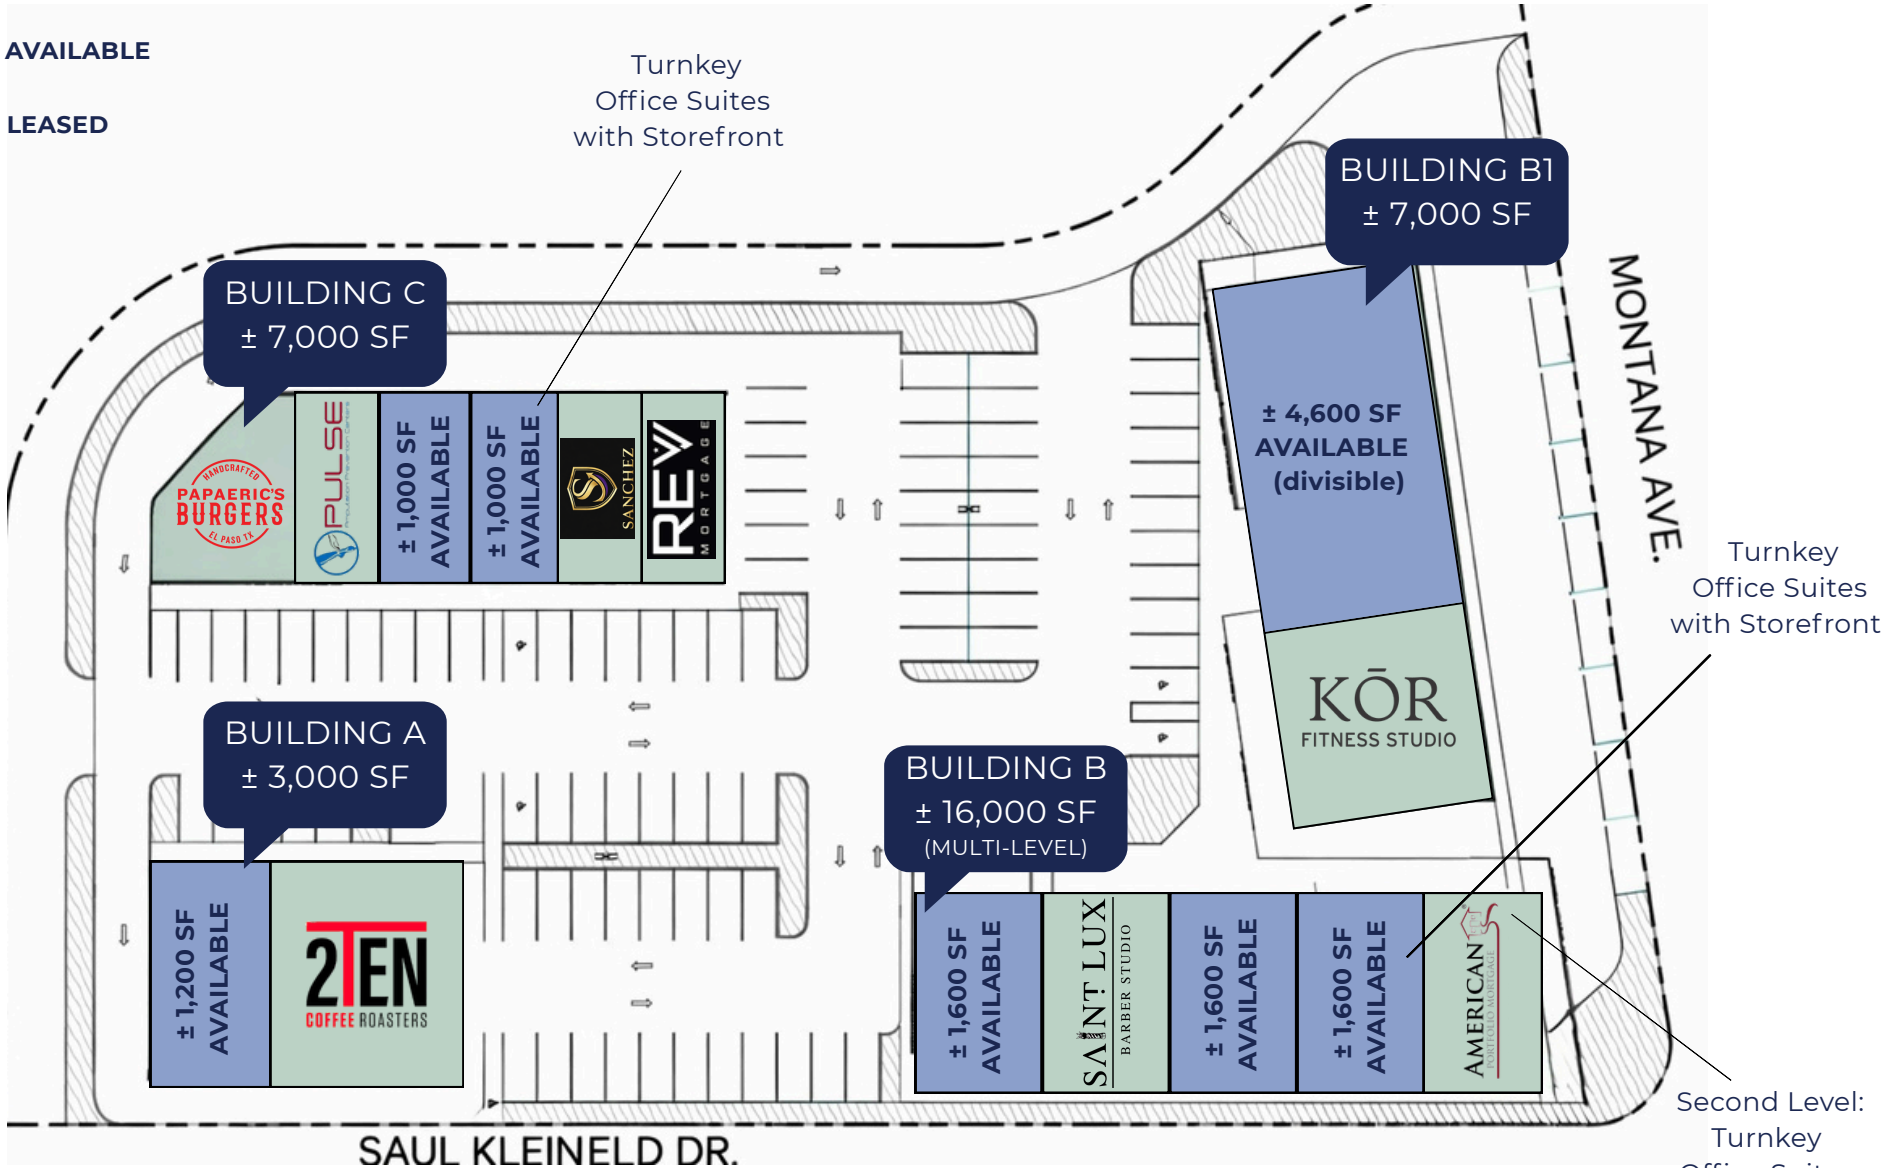 AVAILABLE
LEASED
Turnkey
Office Suites
with Storefront
BUILDING B1
± 7,000 SF
BUILDING C
± 7,000 SF
MONTANA AVE.
HANDCRAFTED
PAPAERIC'S
BURGERS
EL PASO TX
PULSE
± 1,000 SF
AVAILABLE
± 1,000 SF
AVAILABLE
SANCHEZ
REV
MORTGAGE
± 4,600 SF
AVAILABLE
(divisible)
KŌR
FITNESS STUDIO
Turnkey
Office Suites
with Storefront
BUILDING A
± 3,000 SF
BUILDING B
± 16,000 SF
(MULTI-LEVEL)
± 1,200 SF
AVAILABLE
2TEN
COFFEE ROASTERS
± 1,600 SF
AVAILABLE
SAINT LUX
BARBER STUDIO
± 1,600 SF
AVAILABLE
± 1,600 SF
AVAILABLE
AMERICAN
PORTFOLIO MORTGAGE
Second Level:
Turnkey
Office Suites
SAUL KLEINELD DR.